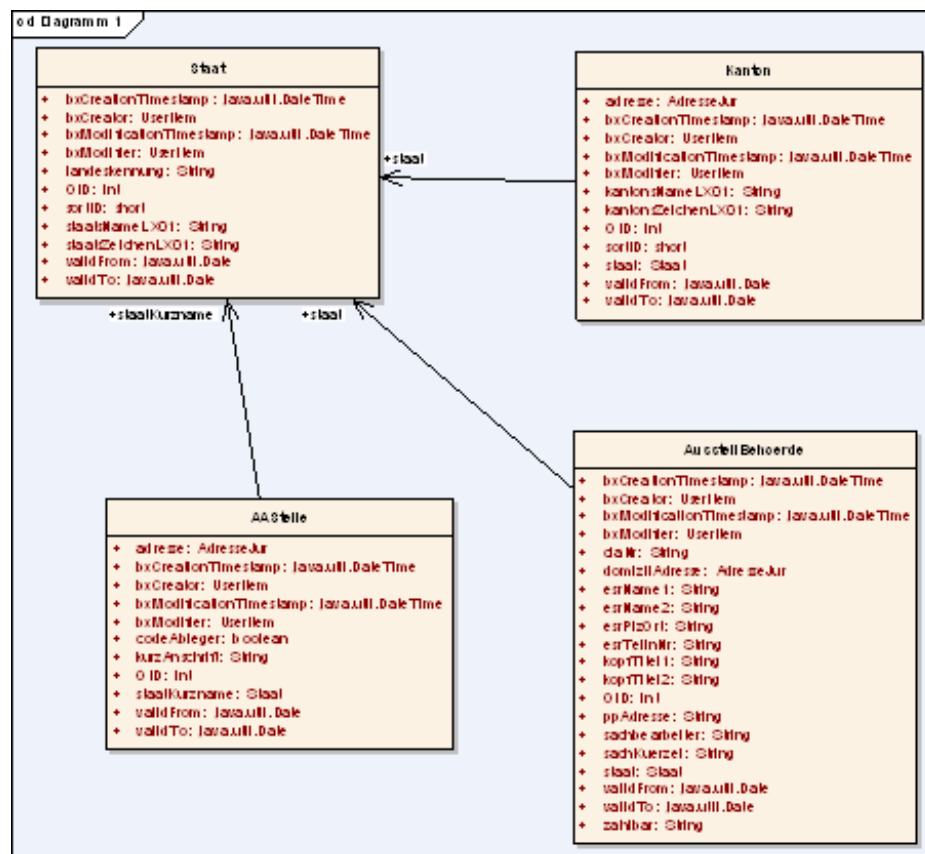 cd Diagramm 1
Staat
+ bxCreationTimestamp: java.util.DateTime
+ bxCreator: UserItem
+ bxModificationTimestamp: java.util.DateTime
+ bxModifier: UserItem
+ landeskennung: String
+ OID: int
+ sortID: short
+ staatsNameLX01: String
+ staatsZeichenLX01: String
+ validFrom: java.util.Date
+ validTo: java.util.Date
Kanton
+ adresse: AdresseJur
+ bxCreationTimestamp: java.util.DateTime
+ bxCreator: UserItem
+ bxModificationTimestamp: java.util.DateTime
+ bxModifier: UserItem
+ kantonsNameLX01: String
+ kantonsZeichenLX01: String
+ OID: int
+ sortID: short
+ staat: Staat
+ validFrom: java.util.Date
+ validTo: java.util.Date
+staat
+staatKurzname
+staat
AAStelle
+ adresse: AdresseJur
+ bxCreationTimestamp: java.util.DateTime
+ bxCreator: UserItem
+ bxModificationTimestamp: java.util.DateTime
+ bxModifier: UserItem
+ codeAbleger: boolean
+ kurzAnschrift: String
+ OID: int
+ staatKurzname: Staat
+ validFrom: java.util.Date
+ validTo: java.util.Date
AusstellBehoerde
+ bxCreationTimestamp: java.util.DateTime
+ bxCreator: UserItem
+ bxModificationTimestamp: java.util.DateTime
+ bxModifier: UserItem
+ String
+ domizilAdresse: AdresseJur
+ esrName1: String
+ esrName2: String
+ esrPlzOrt: String
+ esrTeilnNr: String
+ kopfTitel1: String
+ kopfTitel2: String
+ OID: int
+ ppAdresse: String
+ sachbearbeiter: String
+ sachKuerzel: String
+ staat: Staat
+ validFrom: java.util.Date
+ validTo: java.util.Date
+ zahlbar: String